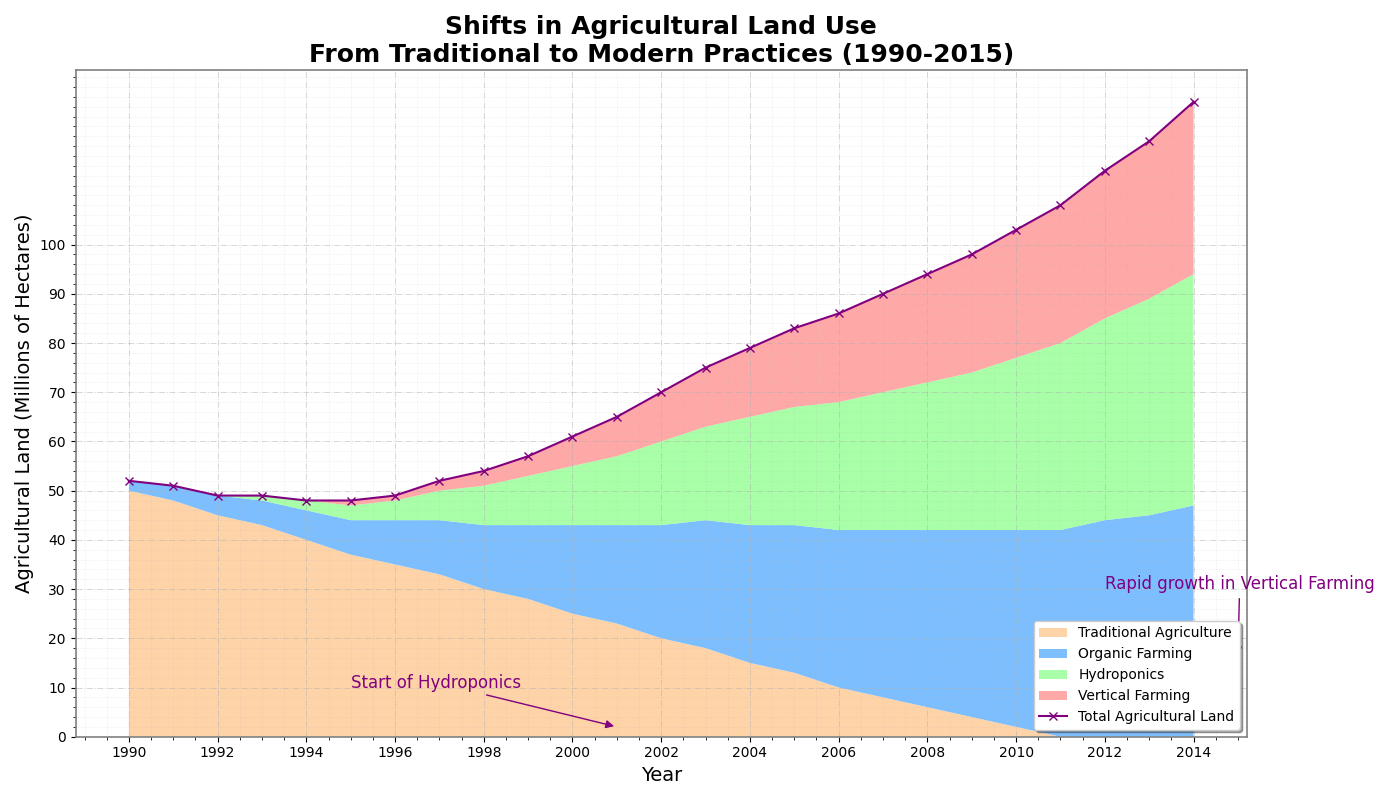 Shifts in Agricultural Land Use
From Traditional to Modern Practices (1990-2015)
Agricultural Land (Millions of Hectares)
100
90
80
70
60
50
40
30
20
10
0
Rapid growth in Vertical Farming
Start of Hydroponics
Traditional Agriculture
Organic Farming
Hydroponics
Vertical Farming
Total Agricultural Land
1990 1992 1994 1996 1998 2000 2002 2004 2006 2008 2010 2012 2014
Year